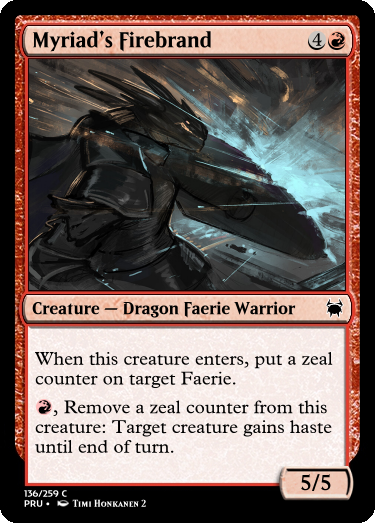 Myriad's Firebrand 4
Creature — Dragon Faerie Warrior
When this creature enters, put a zeal
counter on target Faerie.
, Remove a zeal counter from this
creature: Target creature gains haste
until end of turn.
5/5
136/259 C
PRU • Timi Honkanen 2